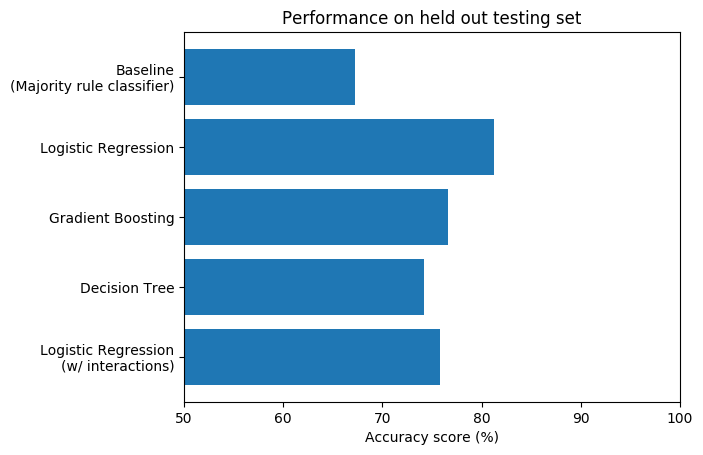 Performance on held out testing set
Baseline
(Majority rule classifier)
Logistic Regression
Gradient Boosting
Decision Tree
Logistic Regression
(w/ interactions)
50 60 70 80 90 100
Accuracy score (%)